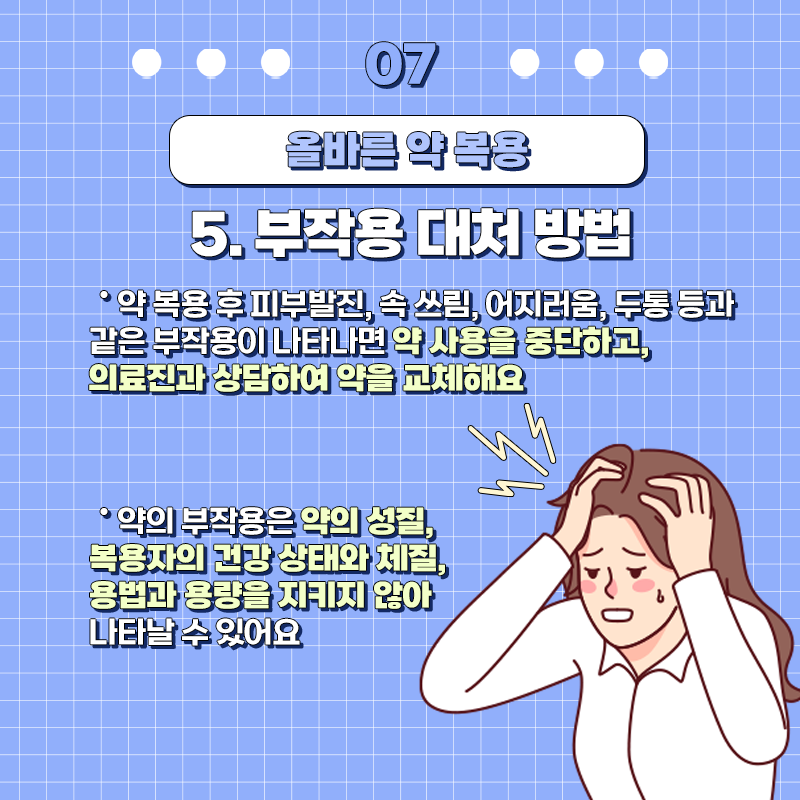 07
올바른 약 복용
5. 부작용 대처 방법
• 약 복용 후 피부발진, 속 쓰림, 어지러움, 두통 등과
같은 부작용이 나타나면 약 사용을 중단하고,
의료진과 상담하여 약을 교체해요
• 약의 부작용은 약의 성질,
복용자의 건강 상태와 체질,
용법과 용량을 지키지 않아
나타날 수 있어요